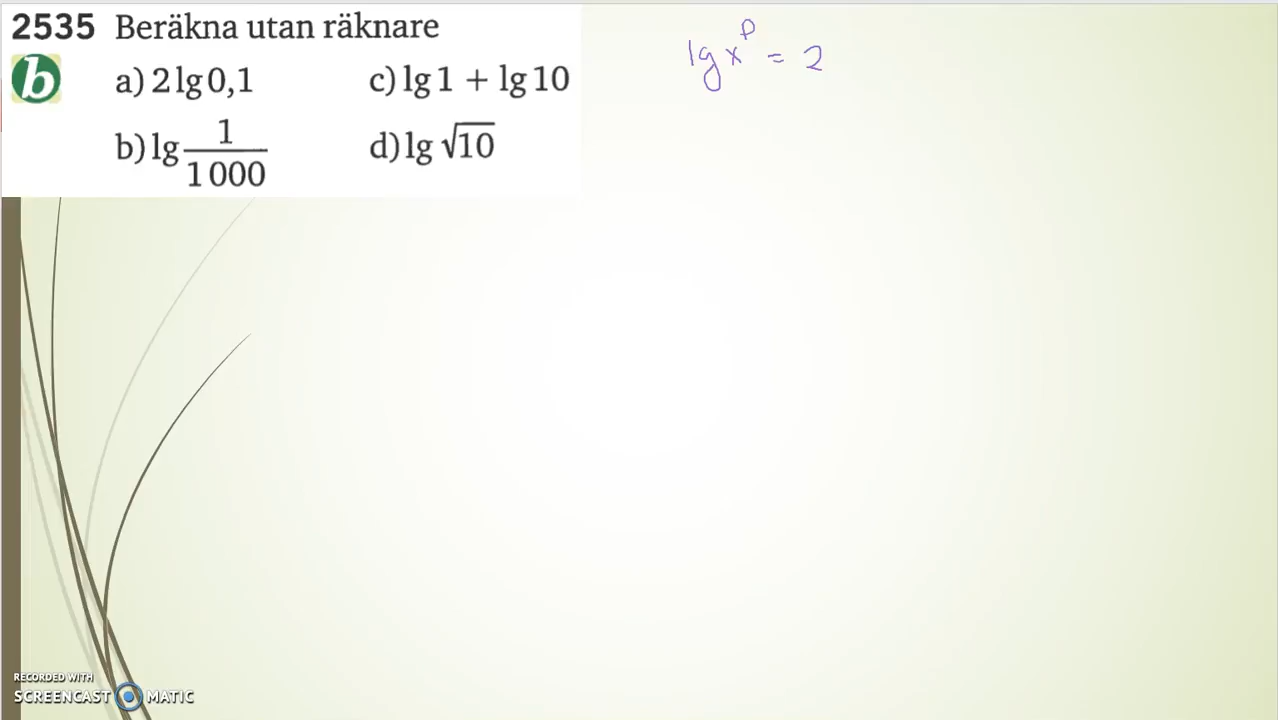 2535 Beräkna utan räknare
b
a) 2 lg 0,1
c) lg 1 + lg 10
b) lg 1/1 000
d) lg √10
lg x^p = 2
RECORDED WITH
SCREENCAST MATIC